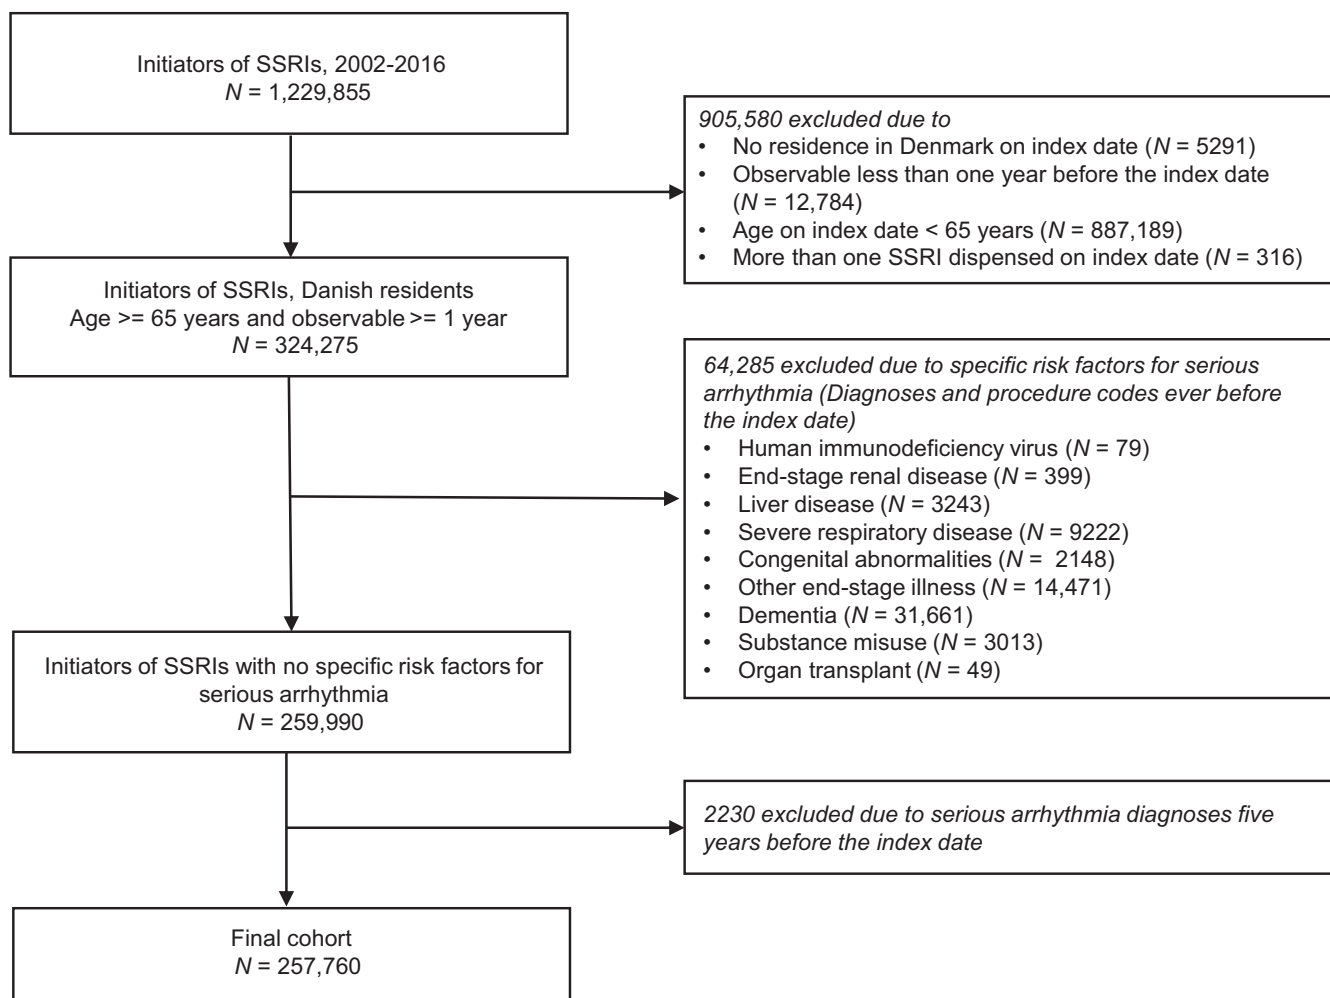 Initiators of SSRIs, 2002-2016
N = 1,229,855
905,580 excluded due to
• No residence in Denmark on index date (N = 5291)
• Observable less than one year before the index date
(N = 12,784)
• Age on index date < 65 years (N = 887,189)
• More than one SSRI dispensed on index date (N = 316)
Initiators of SSRIs, Danish residents
Age >= 65 years and observable >= 1 year
N = 324,275
64,285 excluded due to specific risk factors for serious
arrhythmia (Diagnoses and procedure codes ever before
the index date)
• Human immunodeficiency virus (N = 79)
• End-stage renal disease (N = 399)
• Liver disease (N = 3243)
• Severe respiratory disease (N = 9222)
• Congenital abnormalities (N = 2148)
• Other end-stage illness (N = 14,471)
• Dementia (N = 31,661)
• Substance misuse (N = 3013)
• Organ transplant (N = 49)
Initiators of SSRIs with no specific risk factors for
serious arrhythmia
N = 259,990
2230 excluded due to serious arrhythmia diagnoses five
years before the index date
Final cohort
N = 257,760